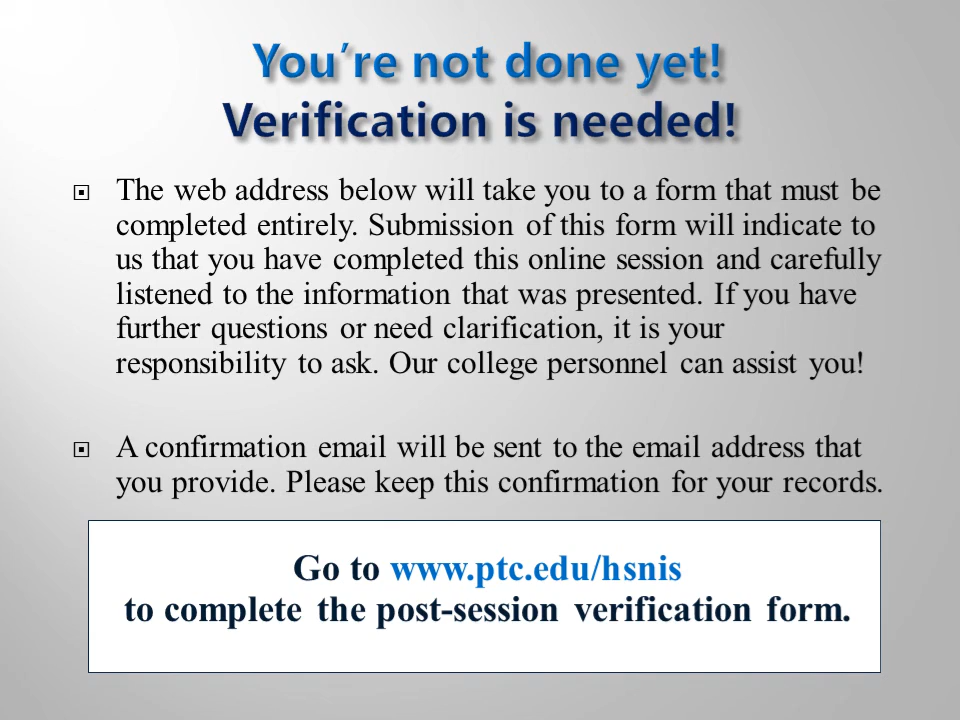 You’re not done yet!
Verification is needed!
The web address below will take you to a form that must be
completed entirely. Submission of this form will indicate to
us that you have completed this online session and carefully
listened to the information that was presented. If you have
further questions or need clarification, it is your
responsibility to ask. Our college personnel can assist you!
A confirmation email will be sent to the email address that
you provide. Please keep this confirmation for your records.
Go to www.ptc.edu/hsnis
to complete the post-session verification form.